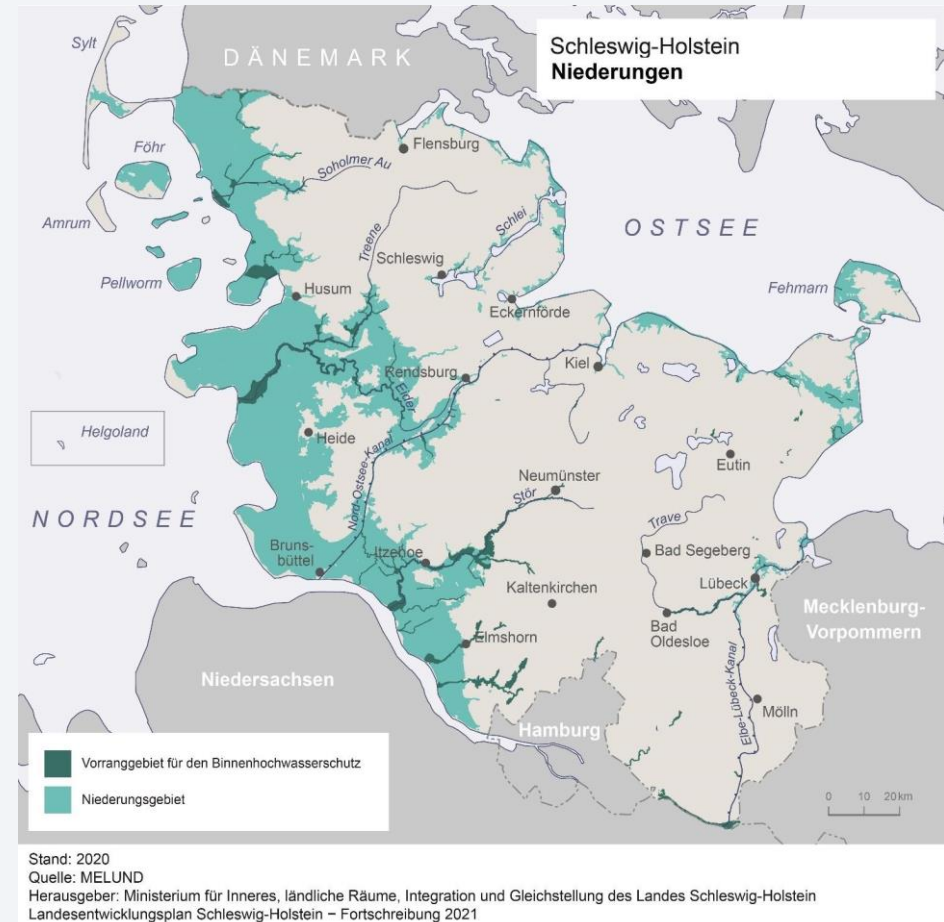 Schleswig-Holstein
Niederungen
DÄNEMARK
Sylt
Föhr
Amrum
Pellworm
Soholmer Au
Flensburg
Treene
Schlei
Schleswig
Husum
Eckernförde
OSTSEE
Fehmarn
Rendsburg
Kiel
Eider
Helgoland
Heide
Nord-Ostsee-Kanal
Eutin
Neumünster
Stör
NORDSEE
Trave
Bruns-
büttel
Itzehoe
Bad Segeberg
Lübeck
Kaltenkirchen
Mecklenburg-
Vorpommern
Bad
Oldesloe
Elmshorn
Niedersachsen
Elbe-Lübeck-Kanal
Mölln
Hamburg
Vorranggebiet für den Binnenhochwasserschutz
Niederungsgebiet
0 10 20 km
Stand: 2020
Quelle: MELUND
Herausgeber: Ministerium für Inneres, ländliche Räume, Integration und Gleichstellung des Landes Schleswig-Holstein
Landesentwicklungsplan Schleswig-Holstein – Fortschreibung 2021